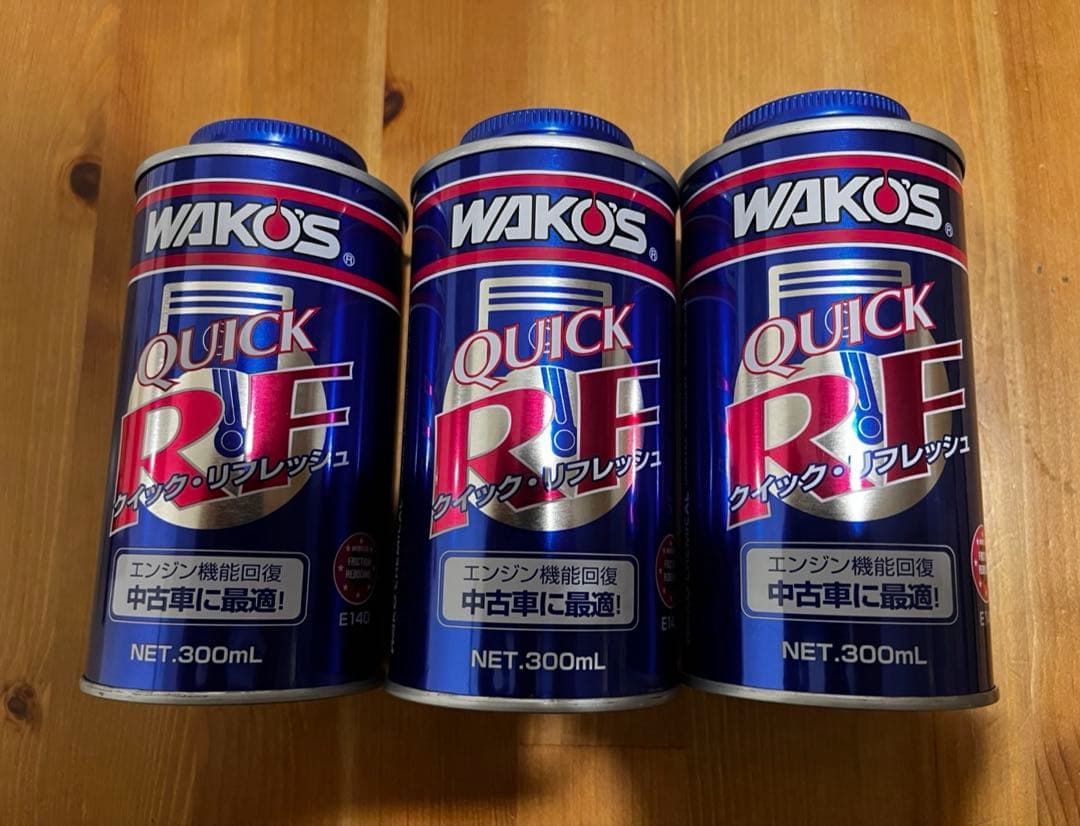 WAKO'S®
QUICK
RF
クイック・リフレッシュ
エンジン機能回復
中古車に最適!
NET.300mL
FRICTION
E140
WAKO'S®
QUICK
RF
クイック・リフレッシュ
エンジン機能回復
中古車に最適!
NET.300mL
WAKO'S®
QUICK
RF
クイック・リフレッシュ
エンジン機能回復
中古車に最適!
NET.300mL